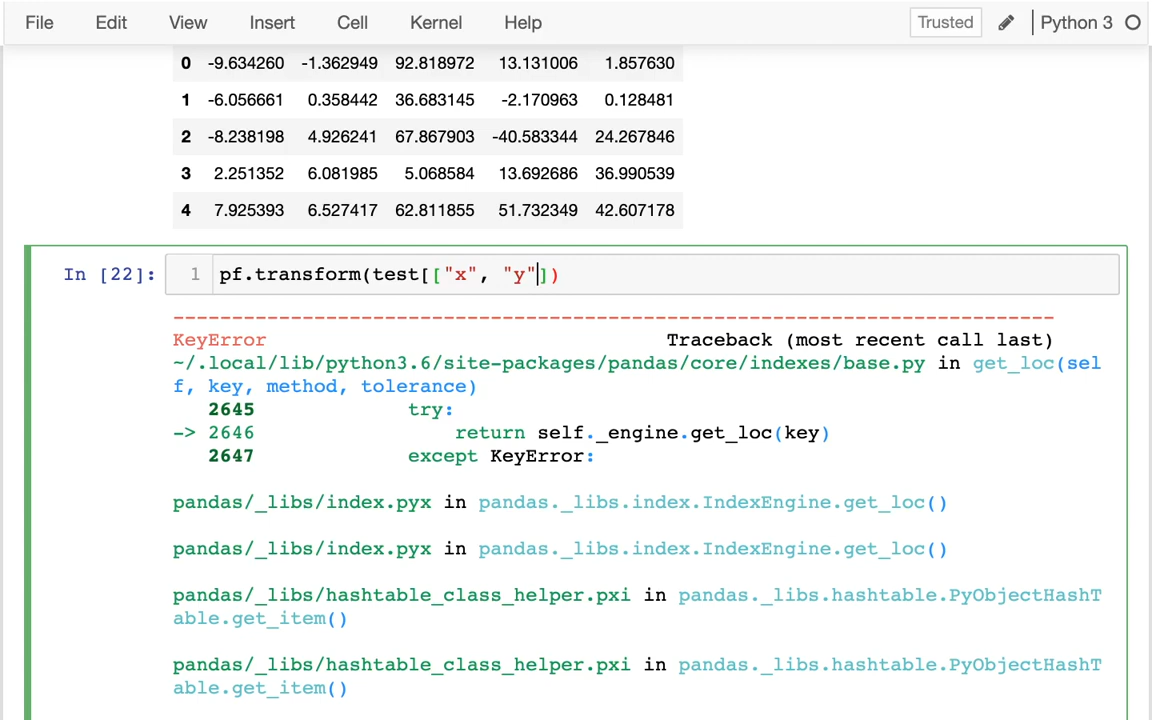 File Edit View Insert Cell Kernel Help Trusted Python 3
0 -9.634260 -1.362949 92.818972 13.131006 1.857630
1 -6.056661 0.358442 36.683145 -2.170963 0.128481
2 -8.238198 4.926241 67.867903 -40.583344 24.267846
3 2.251352 6.081985 5.068584 13.692686 36.990539
4 7.925393 6.527417 62.811855 51.732349 42.607178
In [22]: 1 pf.transform(test[["x", "y"])
---------------------------------------------------------------------------
KeyError Traceback (most recent call last)
~/.local/lib/python3.6/site-packages/pandas/core/indexes/base.py in get_loc(sel
f, key, method, tolerance)
2645 try:
-> 2646 return self._engine.get_loc(key)
2647 except KeyError:
pandas/_libs/index.pyx in pandas._libs.index.IndexEngine.get_loc()
pandas/_libs/index.pyx in pandas._libs.index.IndexEngine.get_loc()
pandas/_libs/hashtable_class_helper.pxi in pandas._libs.hashtable.PyObjectHashT
able.get_item()
pandas/_libs/hashtable_class_helper.pxi in pandas._libs.hashtable.PyObjectHashT
able.get_item()